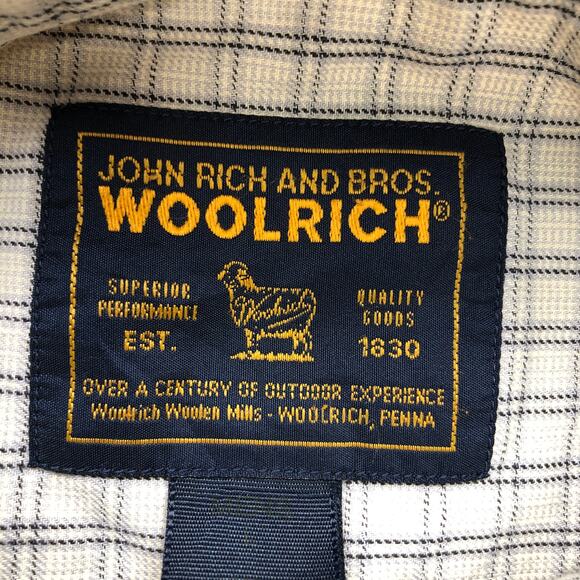 JOHN RICH AND BROS.
WOOLRICH®
SUPERIOR
PERFORMANCE
Woolrich
QUALITY
GOODS
EST.
1830
OVER A CENTURY OF OUTDOOR EXPERIENCE
Woolrich Woolen Mills - WOOLRICH, PENNA